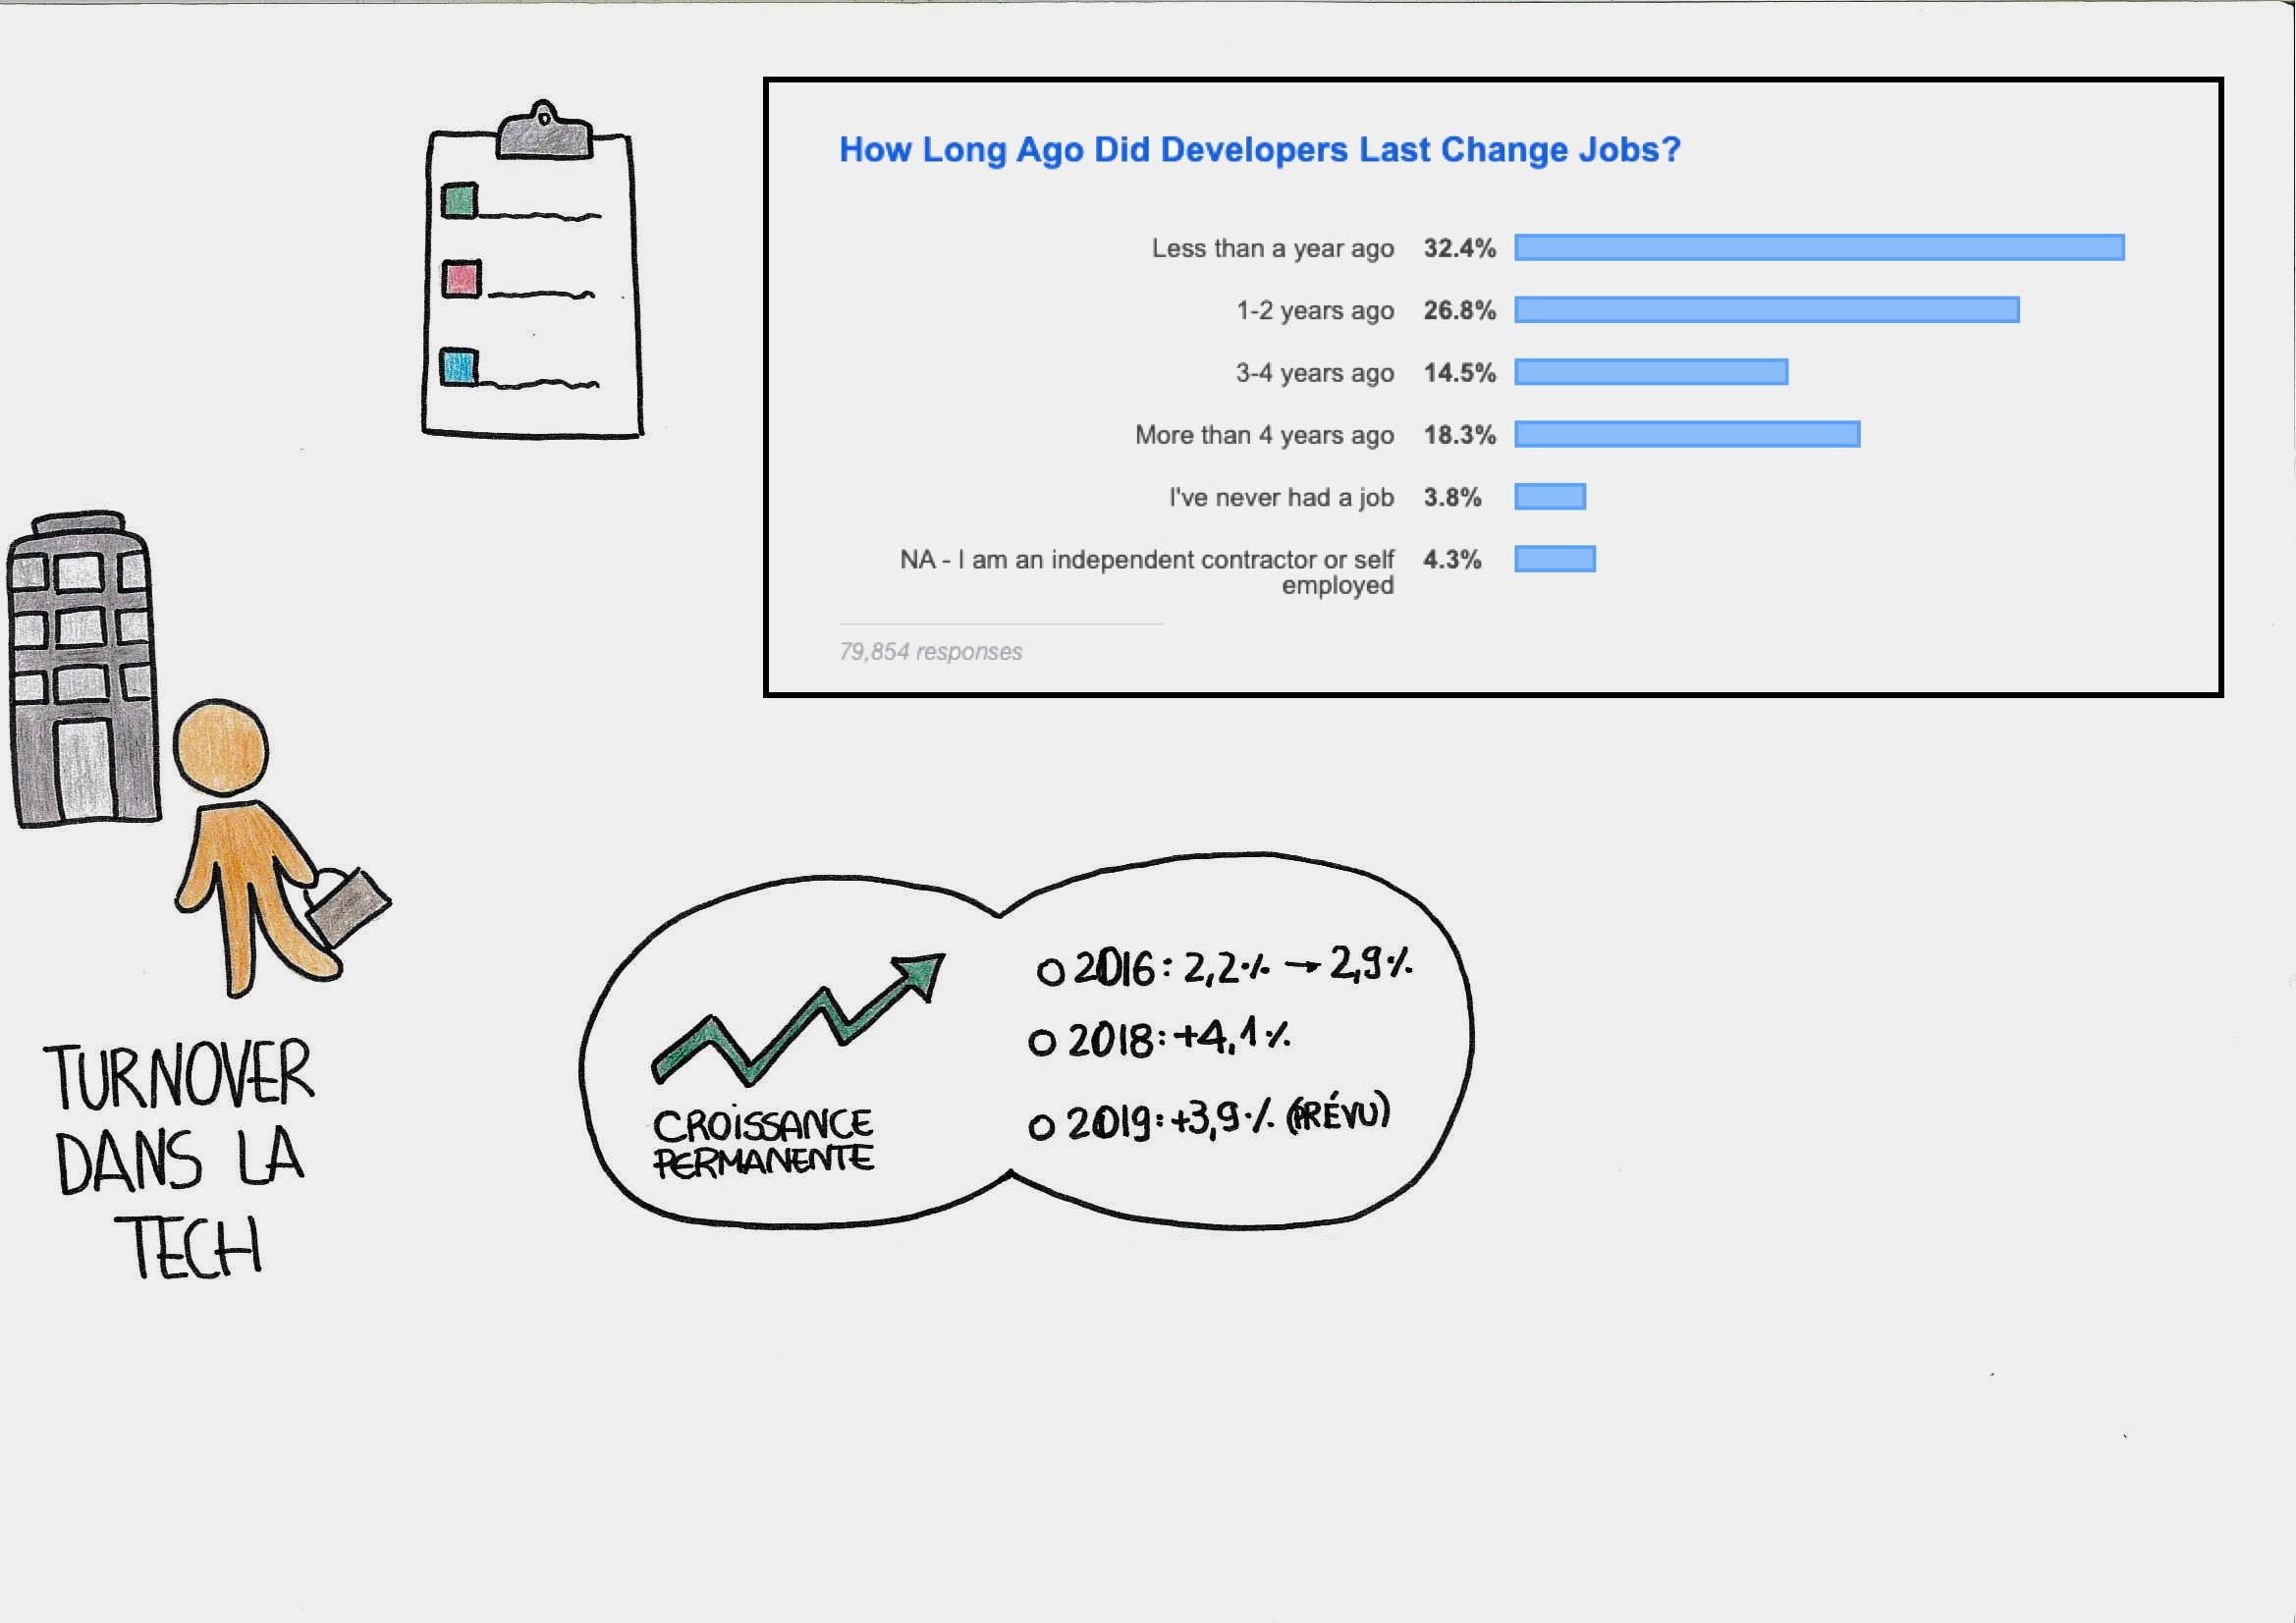 How Long Ago Did Developers Last Change Jobs?
Less than a year ago 32.4%
1-2 years ago 26.8%
3-4 years ago 14.5%
More than 4 years ago 18.3%
I've never had a job 3.8%
NA - I am an independent contractor or self 4.3%
employed
79,854 responses
TURNOVER
DANS LA
TECH
CROISSANCE
PERMANENTE
2016: 2,2% → 2,9%
2018: +4,1%
2019: +3,9% (PRÉVU)